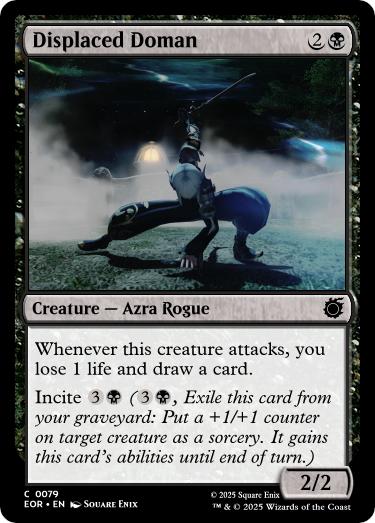 Displaced Doman 2
Creature — Azra Rogue
Whenever this creature attacks, you
lose 1 life and draw a card.
Incite 3 (3, Exile this card from
your graveyard: Put a +1/+1 counter
on target creature as a sorcery. It gains
this card's abilities until end of turn.)
2/2
C 0079
EOR • EN Square Enix
© 2025 Square Enix
™ & © 2025 Wizards of the Coast